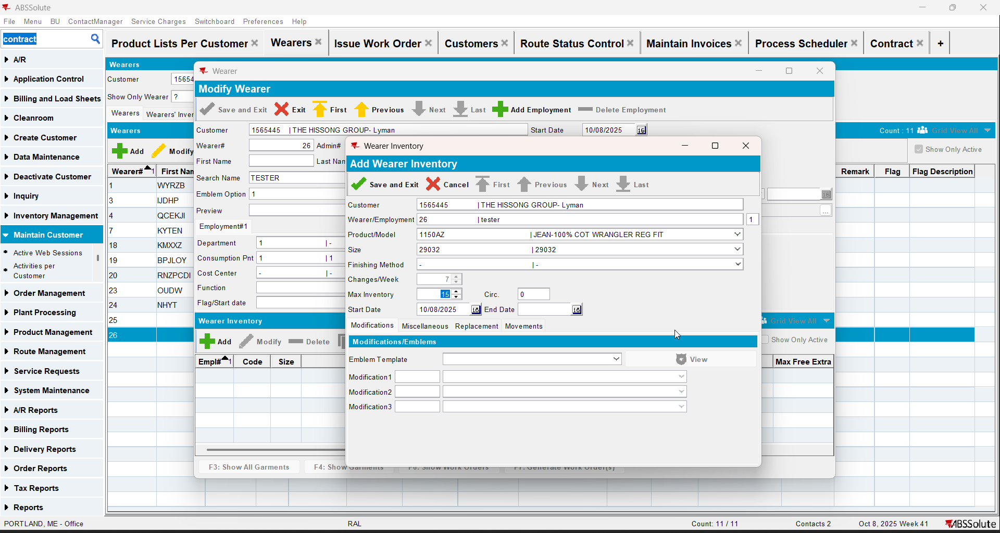 ABSSolute
File Menu BU ContactManager Service Charges Switchboard Preferences Help
contract
Product Lists Per Customer Wearers Issue Work Order Customers Route Status Control Maintain Invoices Process Scheduler Contract +
A/R
Application Control
Billing and Load Sheets
Cleanroom
Create Customer
Data Maintenance
Deactivate Customer
Inquiry
Inventory Management
Maintain Customer
Active Web Sessions
Activities per
Customer
Order Management
Plant Processing
Product Management
Route Management
Service Requests
System Maintenance
A/R Reports
Billing Reports
Delivery Reports
Order Reports
Tax Reports
Reports
Wearers
Customer 15654
Show Only Wearer ?
Wearers Wearers' Inver
Wearers
Count : 11 Grid View All
Add Modify
Show Only Active
Wearer# 1 First Nam
Remark Flag Flag Description
1 WYRZB
3 IJDHP
4 QCEKJI
7 KYTEN
18 KMXXZ
19 BPJLOY
20 RNZPCDI
23 OUDW
24 NHYT
25
26
Wearer
Modify Wearer
Save and Exit Exit First Previous Next Last Add Employment Delete Employment
Customer 1565445 | THE HISSONG GROUP- Lyman Start Date 10/08/2025 16
Wearer# 26 Admin#
First Name Last Nam
Search Name TESTER
Emblem Option 1
16
Preview
...
Employment#1
Department 1 | -
Consumption Pnt 1 | 1
Cost Center - | -
Function
Flag/Start date
Wearer Inventory
Grid View All
Add Modify Delete
Show Only Active
Empl# 1 Code Size
Max Free Extra
F3: Show All Garments F4: Show Garments F6: Show Work Orders F7: Generate Work Order(s)
Wearer Inventory
Add Wearer Inventory
Save and Exit Cancel First Previous Next Last
Customer 1565445 | THE HISSONG GROUP- Lyman
Wearer/Employment 26 | tester 1
Product/Model 1150AZ | JEAN-100% COT WRANGLER REG FIT
Size 29032 | 29032
Finishing Method - | -
Changes/Week 7
Max Inventory 15 Circ. 0
Start Date 10/08/2025 16 End Date 16
Modifications Miscellaneous Replacement Movements
Modifications/Emblems
Emblem Template View
Modification1
Modification2
Modification3
PORTLAND, ME - Office RAL Count: 11 / 11 Contacts 2 Oct 8, 2025 Week 41 ABSSolute